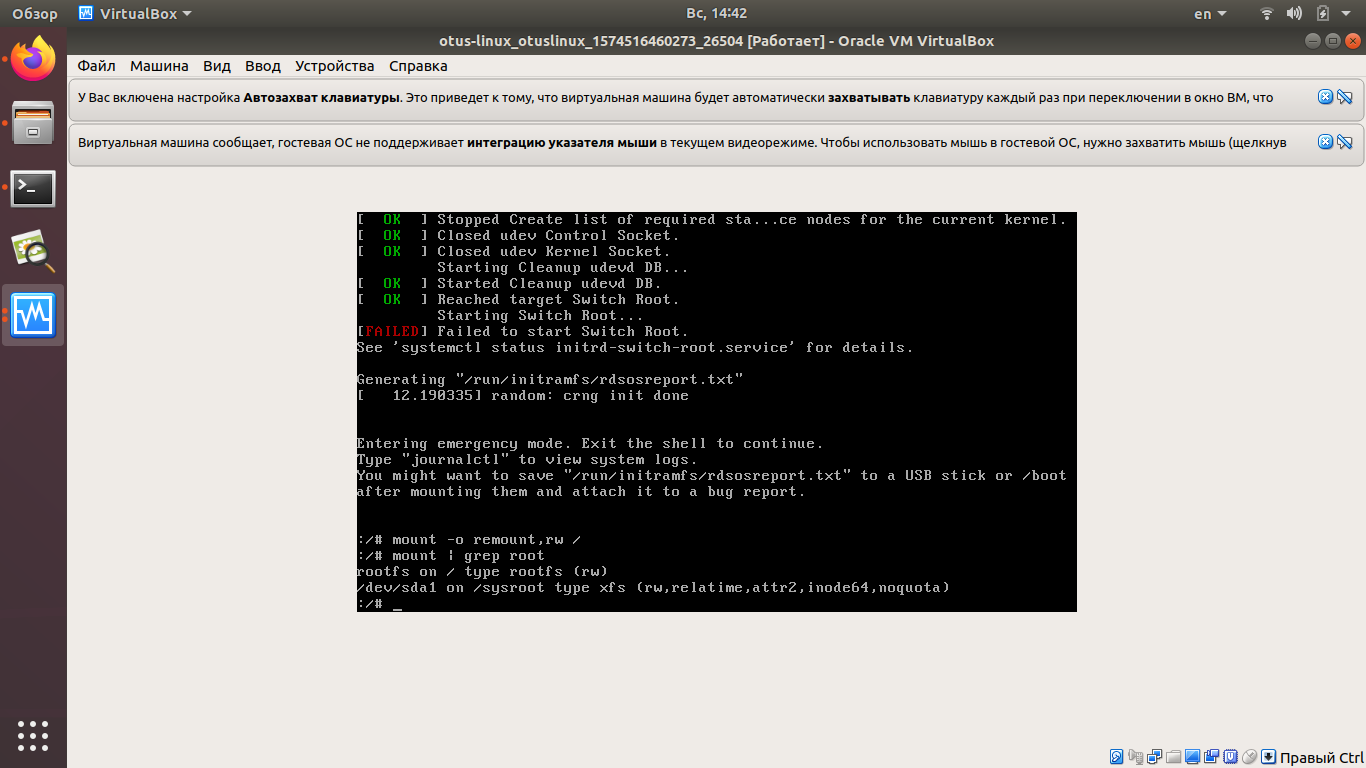 Обзор VirtualBox Вс, 14:42 en
otus-linux_otuslinux_1574516460273_26504 [Работает] - Oracle VM VirtualBox
Файл Машина Вид Ввод Устройства Справка
У Вас включена настройка Автозахват клавиатуры. Это приведет к тому, что виртуальная машина будет автоматически захватывать клавиатуру каждый раз при переключении в окно ВМ, что
Виртуальная машина сообщает, гостевая ОС не поддерживает интеграцию указателя мыши в текущем видеорежиме. Чтобы использовать мышь в гостевой ОС, нужно захватить мышь (щелкнув
[  OK  ] Stopped Create list of required sta...ce nodes for the current kernel.
[  OK  ] Closed udev Control Socket.
[  OK  ] Closed udev Kernel Socket.
Starting Cleanup udevd DB...
[  OK  ] Started Cleanup udevd DB.
[  OK  ] Reached target Switch Root.
Starting Switch Root...
[FAILED] Failed to start Switch Root.
See 'systemctl status initrd-switch-root.service' for details.
Generating "/run/initramfs/rdsosreport.txt"
[   12.190335] random: crng init done
Entering emergency mode. Exit the shell to continue.
Type "journalctl" to view system logs.
You might want to save "/run/initramfs/rdsosreport.txt" to a USB stick or /boot
after mounting them and attach it to a bug report.
:/# mount -o remount,rw /
:/# mount | grep root
rootfs on / type rootfs (rw)
/dev/sda1 on /sysroot type xfs (rw,relatime,attr2,inode64,noquota)
:/# _
Правый Ctrl